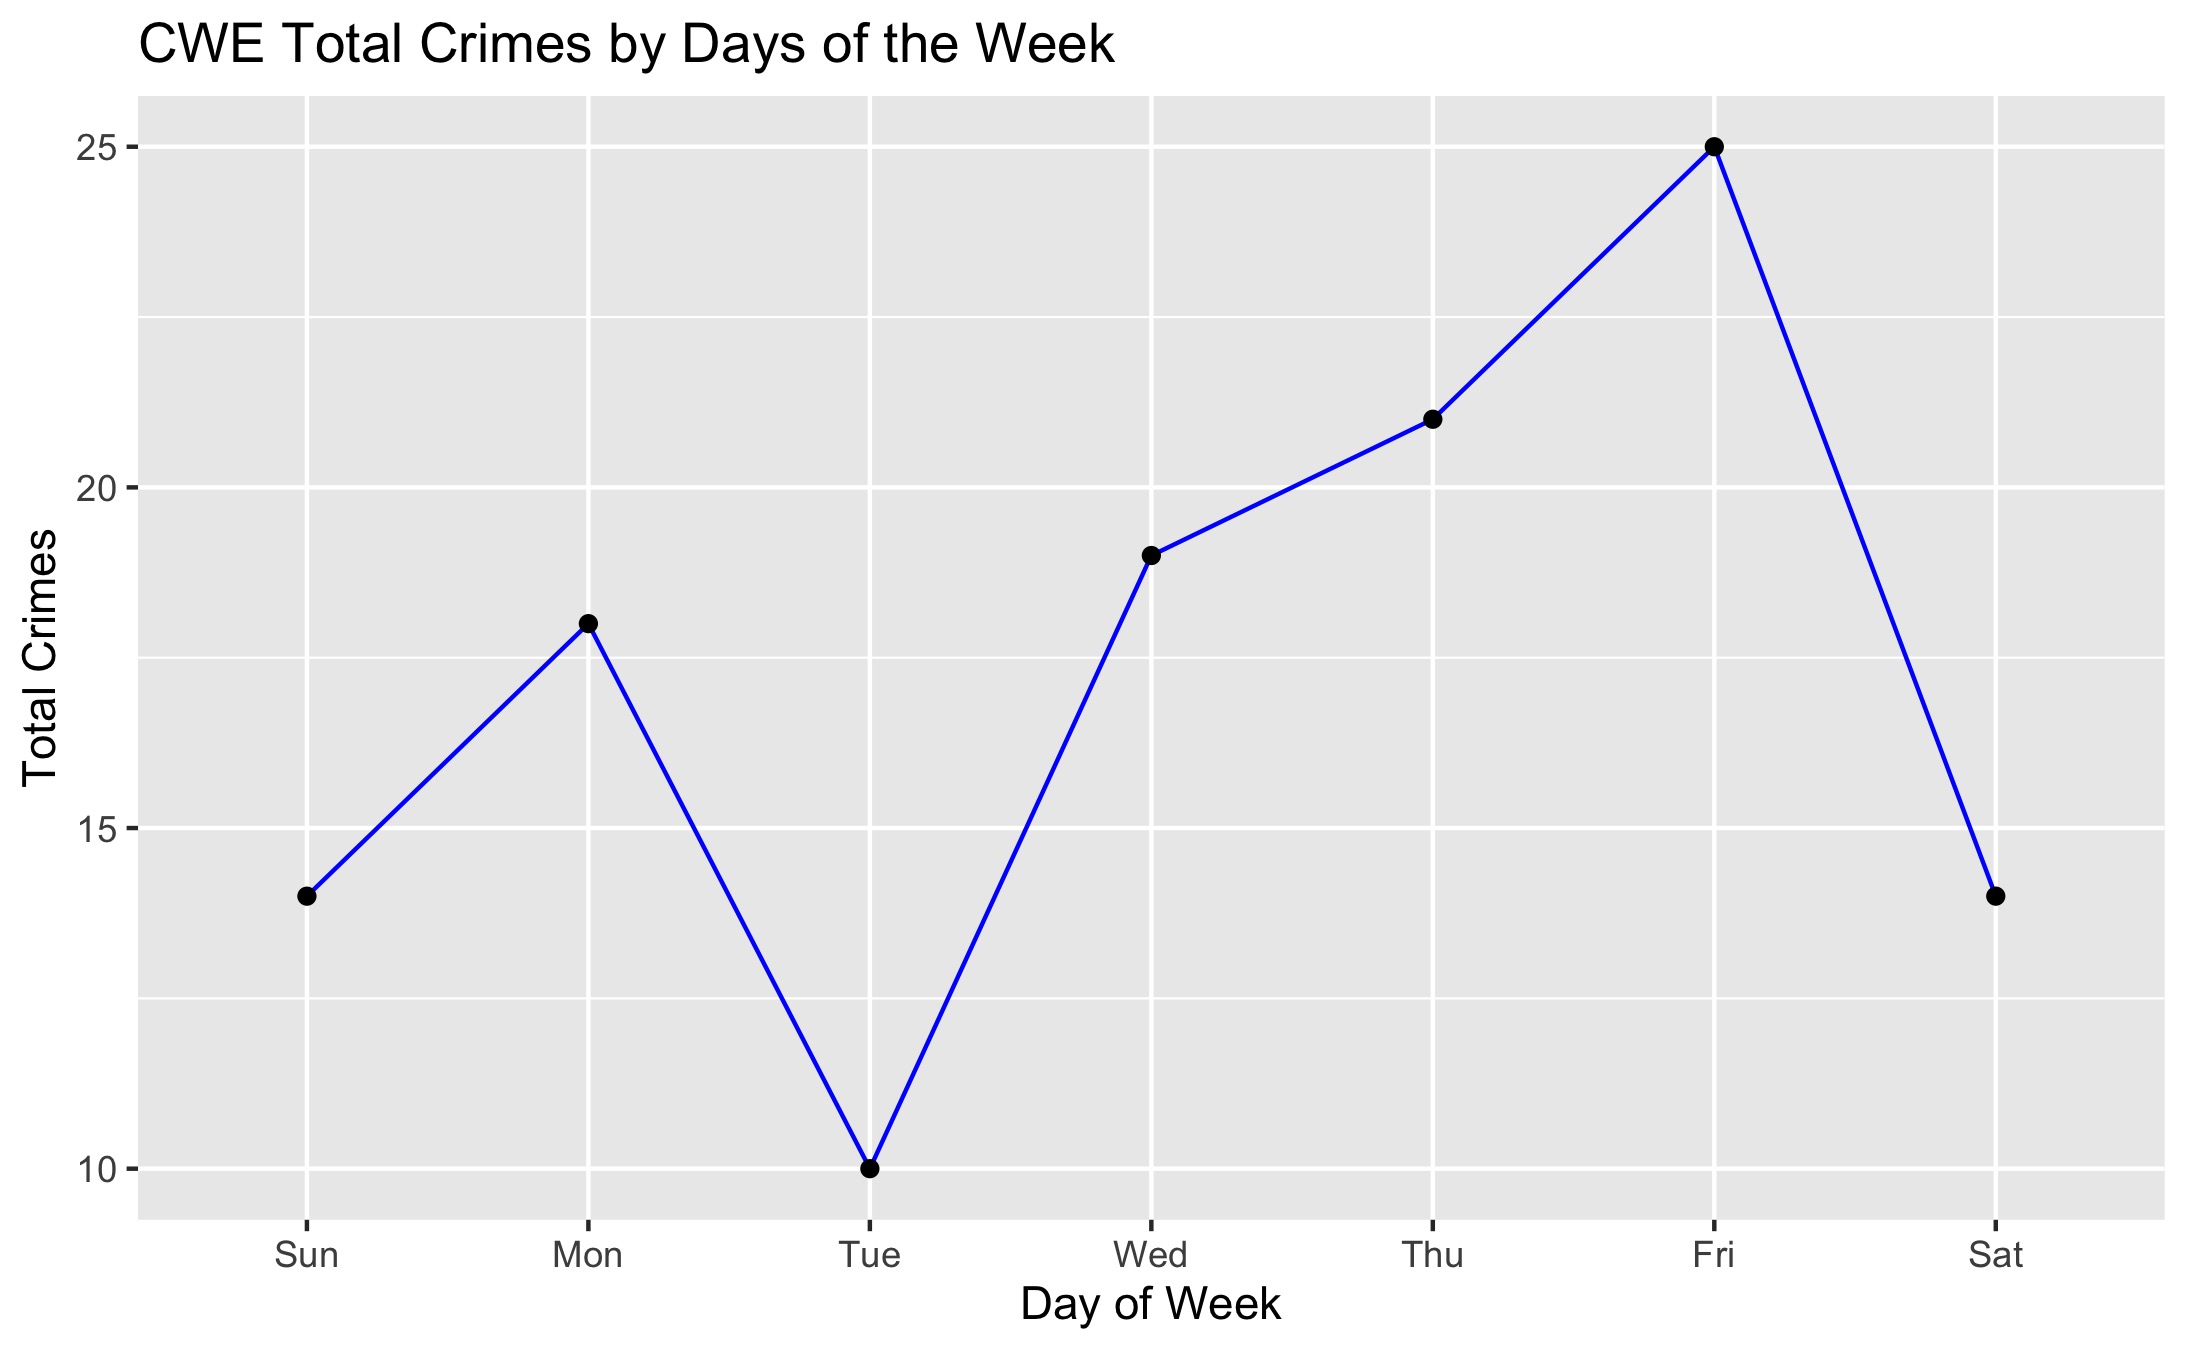 CWE Total Crimes by Days of the Week
25
20
15
10
Total Crimes
Sun Mon Tue Wed Thu Fri Sat
Day of Week